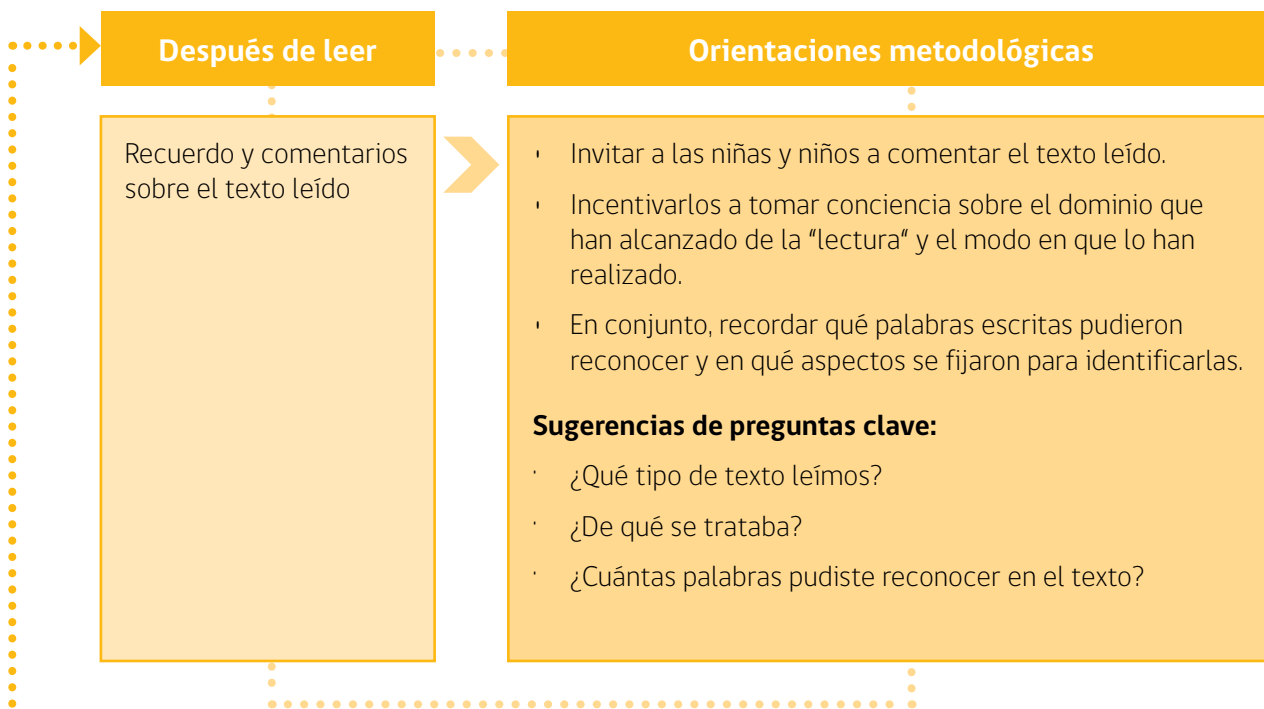 Después de leer
Orientaciones metodológicas
Recuerdo y comentarios
sobre el texto leído
• Invitar a las niñas y niños a comentar el texto leído.
• Incentivarlos a tomar conciencia sobre el dominio que
han alcanzado de la “lectura“ y el modo en que lo han
realizado.
• En conjunto, recordar qué palabras escritas pudieron
reconocer y en qué aspectos se fijaron para identificarlas.
Sugerencias de preguntas clave:
· ¿Qué tipo de texto leímos?
· ¿De qué se trataba?
· ¿Cuántas palabras pudiste reconocer en el texto?